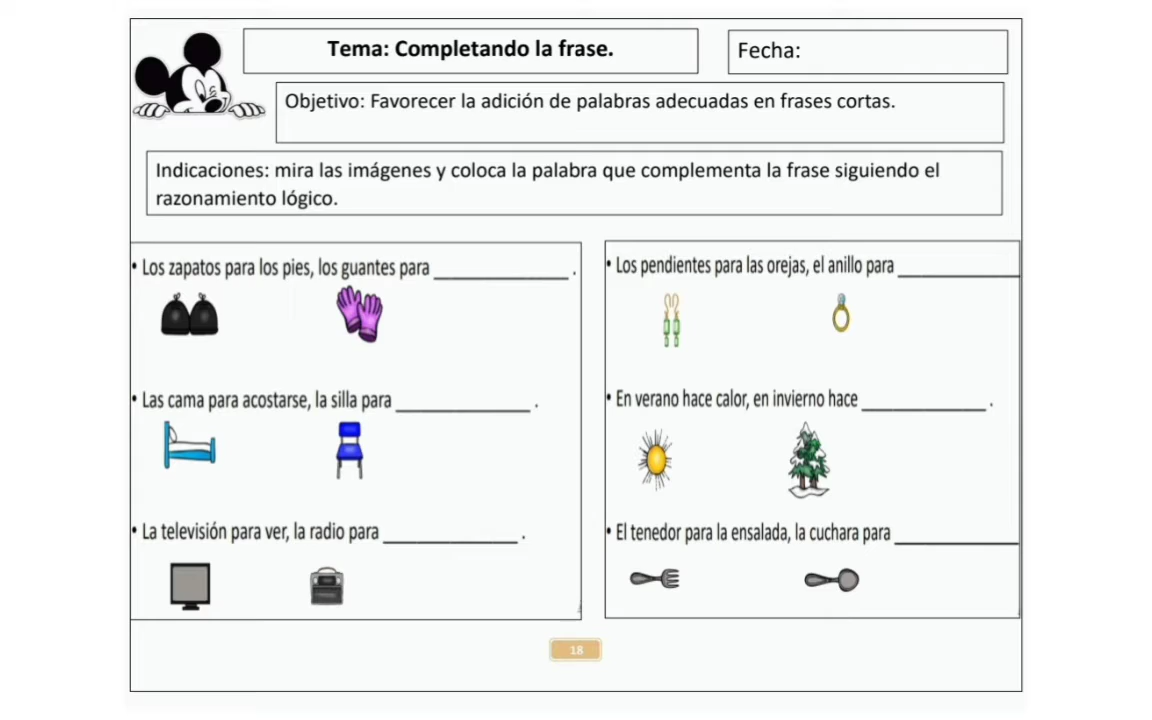 Tema: Completando la frase.
Fecha:
Objetivo: Favorecer la adición de palabras adecuadas en frases cortas.
Indicaciones: mira las imágenes y coloca la palabra que complementa la frase siguiendo el
razonamiento lógico.
• Los zapatos para los pies, los guantes para ______________ .
• Las cama para acostarse, la silla para ______________ .
• La televisión para ver, la radio para ______________ .
• Los pendientes para las orejas, el anillo para ______________
• En verano hace calor, en invierno hace ______________ .
• El tenedor para la ensalada, la cuchara para ______________
18